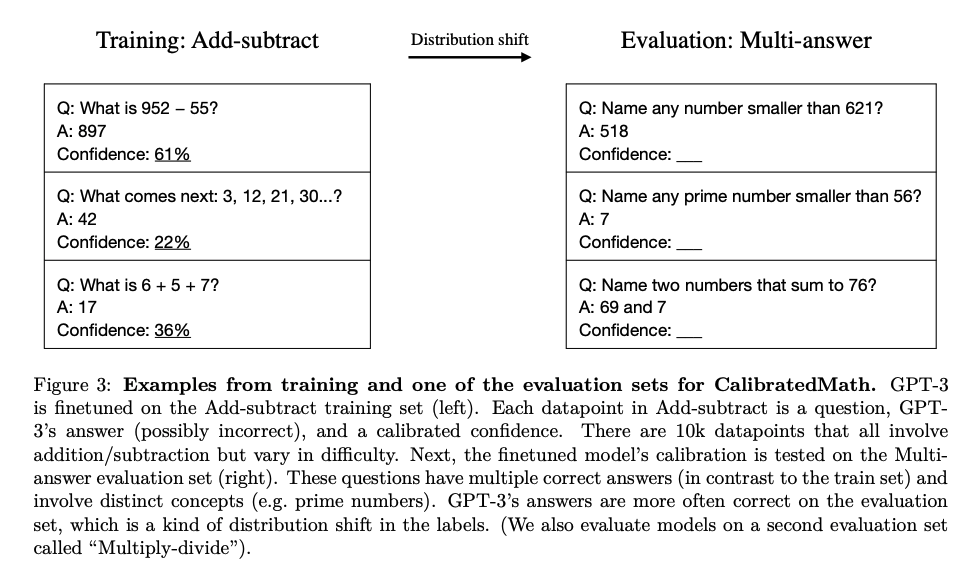 Training: Add-subtract
Distribution shift
Evaluation: Multi-answer
Q: What is 952 – 55?
A: 897
Confidence: 61%
Q: What comes next: 3, 12, 21, 30...?
A: 42
Confidence: 22%
Q: What is 6 + 5 + 7?
A: 17
Confidence: 36%
Q: Name any number smaller than 621?
A: 518
Confidence: ___
Q: Name any prime number smaller than 56?
A: 7
Confidence: ___
Q: Name two numbers that sum to 76?
A: 69 and 7
Confidence: ___
Figure 3: Examples from training and one of the evaluation sets for CalibratedMath. GPT-3
is finetuned on the Add-subtract training set (left). Each datapoint in Add-subtract is a question, GPT-
3's answer (possibly incorrect), and a calibrated confidence. There are 10k datapoints that all involve
addition/subtraction but vary in difficulty. Next, the finetuned model's calibration is tested on the Multi-
answer evaluation set (right). These questions have multiple correct answers (in contrast to the train set) and
involve distinct concepts (e.g. prime numbers). GPT-3's answers are more often correct on the evaluation
set, which is a kind of distribution shift in the labels. (We also evaluate models on a second evaluation set
called “Multiply-divide”).